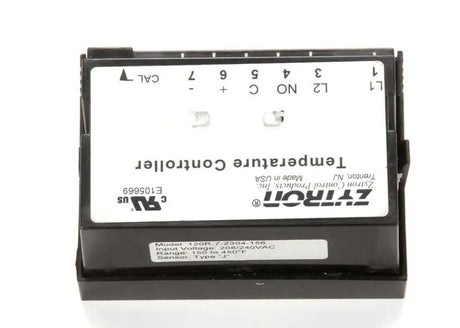 CAL 7 6 5 4 3 1
- + C NO L2 L1
Temperature Controller
ZYTRON®
Zytron Control Products, Inc.
Trenton, NJ Made in USA
C UL US
E105669
Model: 120R-7-Z304-158
Input Voltage: 208/240VAC
Range: 150 to 450°F
Sensor: Type "J"